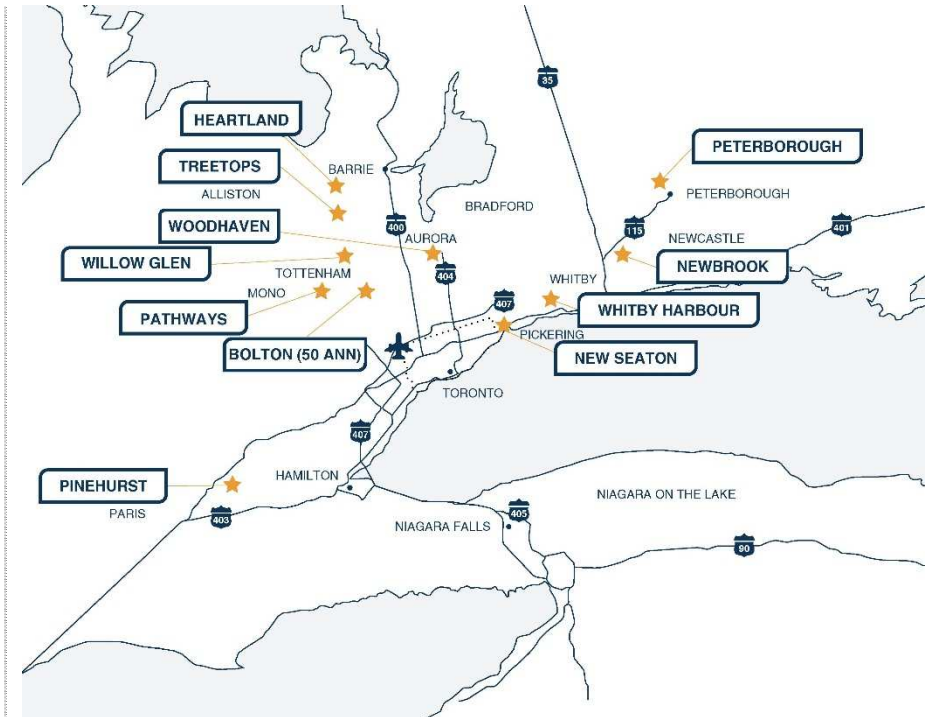 35
HEARTLAND
PETERBOROUGH
TREETOPS
BARRIE
ALLISTON
PETERBOROUGH
BRADFORD
WOODHAVEN
400
115
401
AURORA
NEWCASTLE
WILLOW GLEN
TOTTENHAM
404
NEWBROOK
MONO
WHITBY
PATHWAYS
407
WHITBY HARBOUR
PICKERING
BOLTON (50 ANN)
NEW SEATON
TORONTO
407
HAMILTON
PINEHURST
NIAGARA ON THE LAKE
PARIS
403
405
NIAGARA FALLS
90